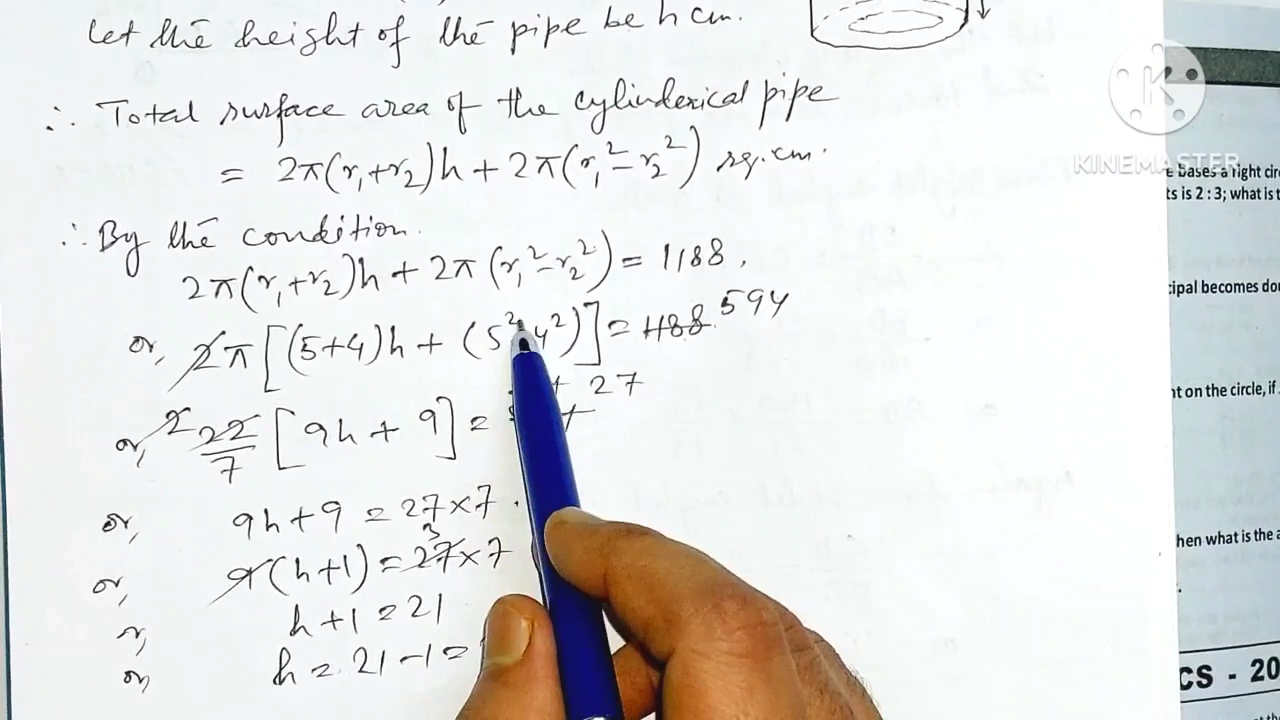 let the height of the pipe be h cm.
∴ Total surface area of the cylinderical pipe
= 2π(r₁+r₂)h + 2π(r₁²-r₂²) sq.cm.
∴ By the condition.
2π(r₁+r₂)h + 2π(r₁²-r₂²) = 1188,
or, 2π[(5+4)h + (5²-4²)] = 1188 594
or, 2 22/7 [9h + 9] = 27
or, 9h+9 = 27×7.
or, 9(h+1) = 27×7 3
h+1 = 21
or h = 21-1 =
K
KINEMASTER
e bases a right cir
ts is 2 : 3; what is t
cipal becomes do
nt on the circle, if
hen what is the a
CS - 20